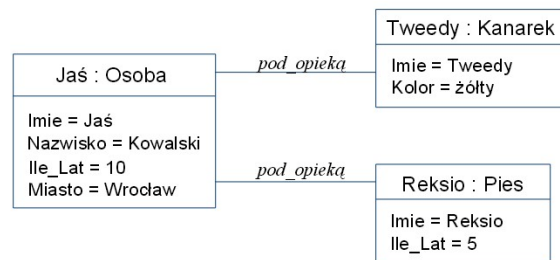 Jaś : Osoba
Imie = Jaś
Nazwisko = Kowalski
Ile_Lat = 10
Miasto = Wrocław
pod_opieką
Tweedy : Kanarek
Imie = Tweedy
Kolor = żółty
pod_opieką
Reksio : Pies
Imie = Reksio
Ile_Lat = 5